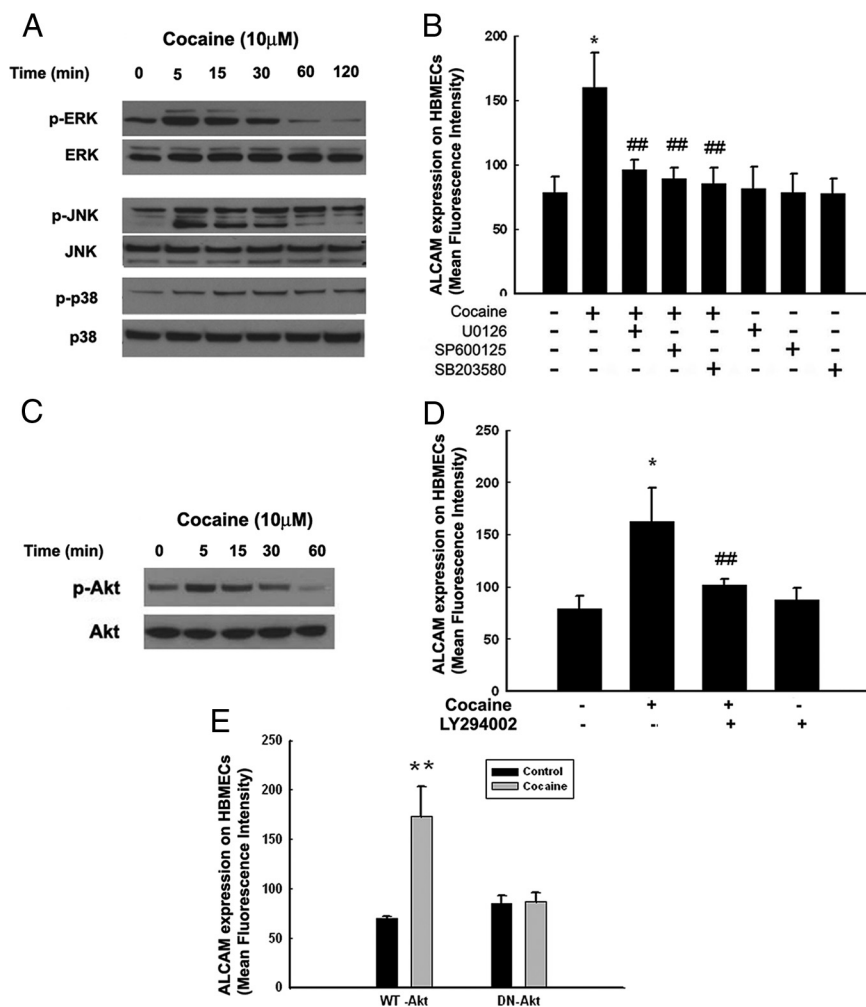 A
Cocaine (10μM)
Time (min) 0 5 15 30 60 120
p-ERK
ERK
p-JNK
JNK
p-p38
p38
B
ALCAM expression on HBMECs
(Mean Fluorescence Intensity)
200
150
100
50
0
*
## ## ##
Cocaine - + + + + - - -
U0126 - - + - - + - -
SP600125 - - - + - - + -
SB203580 - - - - + - - +
C
Cocaine (10μM)
Time (min) 0 5 15 30 60
p-Akt
Akt
D
ALCAM expression on HBMECs
(Mean Fluorescence Intensity)
250
200
150
100
50
0
*
##
Cocaine - + + -
LY294002 - - + +
E
ALCAM expression on HBMECs
(Mean Fluorescence Intensity)
250
200
150
100
50
0
**
Control
Cocaine
WT -Akt DN-Akt